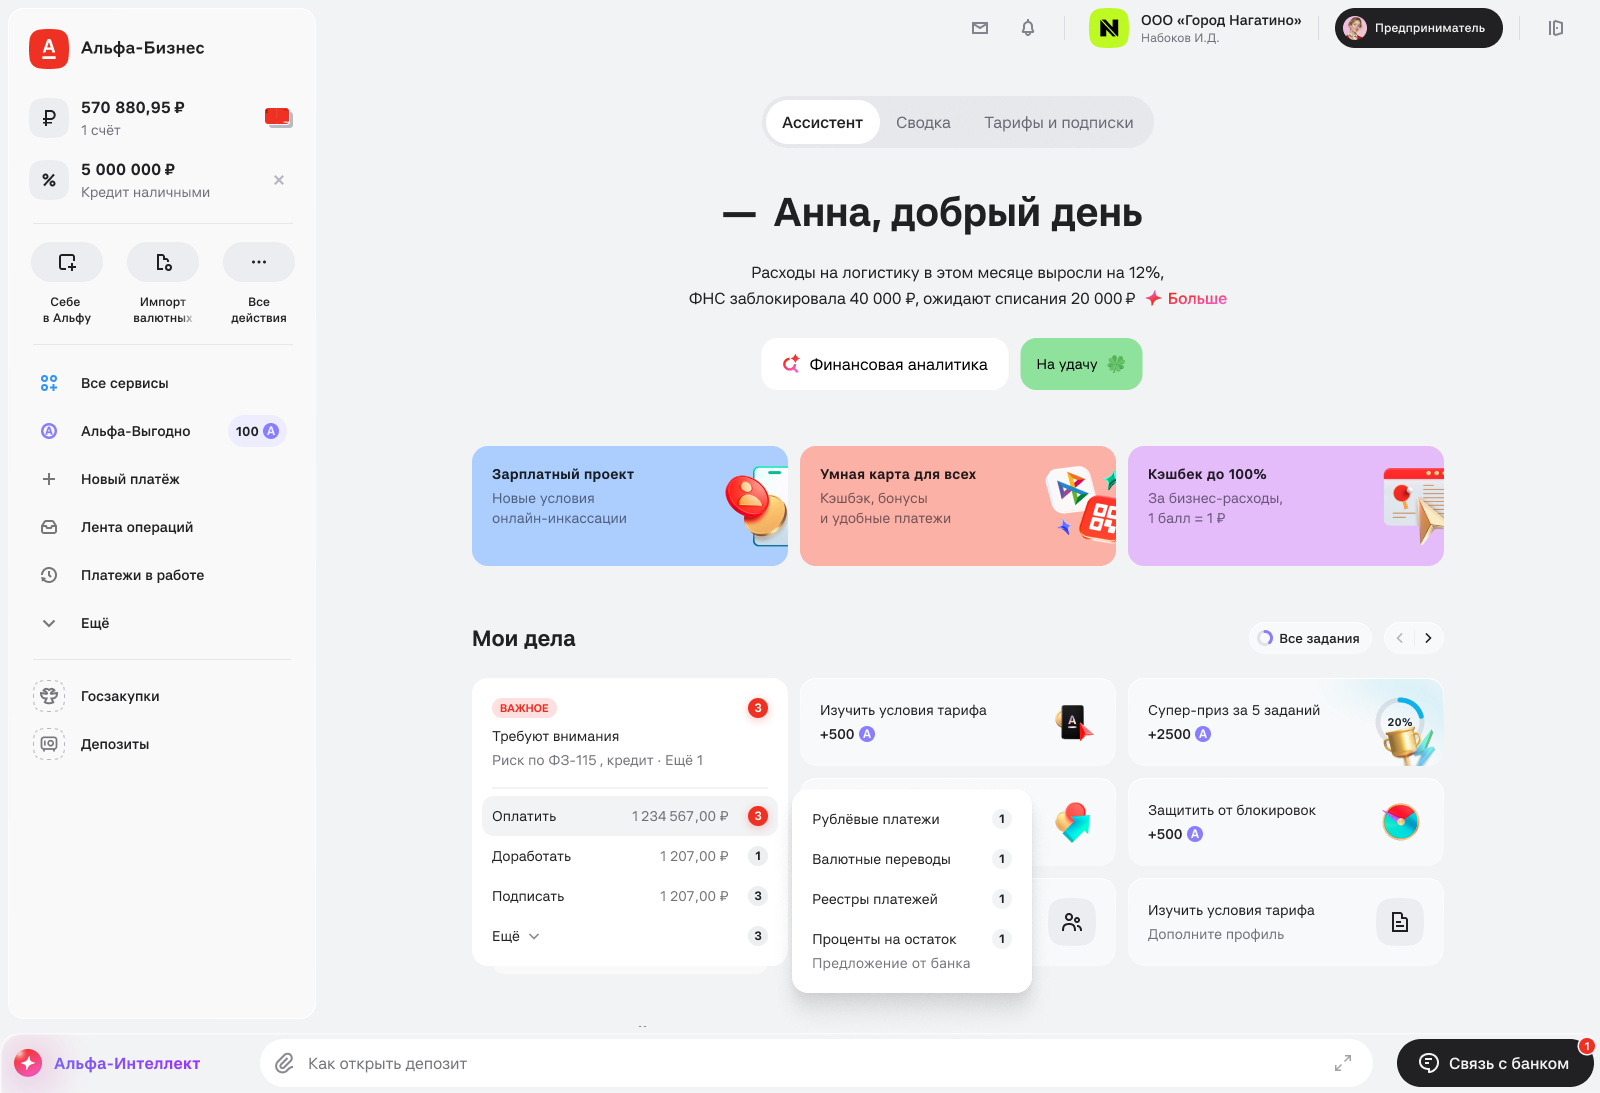 Альфа-Бизнес
570 880,95 ₽
1 счёт
5 000 000 ₽
Кредит наличными
Себе
в Альфу
Импорт
валютных
Все
действия
Все сервисы
Альфа-Выгодно
100
Новый платёж
Лента операций
Платежи в работе
Ещё
Госзакупки
Депозиты
ООО «Город Нагатино»
Набоков И.Д.
Предприниматель
Ассистент
Сводка
Тарифы и подписки
— Анна, добрый день
Расходы на логистику в этом месяце выросли на 12%,
ФНС заблокировала 40 000 ₽, ожидают списания 20 000 ₽ Больше
Финансовая аналитика
На удачу
Зарплатный проект
Новые условия
онлайн-инкассации
Умная карта для всех
Кэшбэк, бонусы
и удобные платежи
Кэшбек до 100%
За бизнес-расходы,
1 балл = 1 ₽
Мои дела
Все задания
ВАЖНОЕ
3
Требуют внимания
Риск по ФЗ-115 , кредит · Ещё 1
Оплатить 1 234 567,00 ₽ 3
Доработать 1 207,00 ₽ 1
Подписать 1 207,00 ₽ 3
Ещё 3
Рублёвые платежи 1
Валютные переводы 1
Реестры платежей 1
Проценты на остаток 1
Предложение от банка
Изучить условия тарифа
+500
Супер-приз за 5 заданий
+2500
20%
Защитить от блокировок
+500
Изучить условия тарифа
Дополните профиль
Альфа-Интеллект
Как открыть депозит
Связь с банком
1